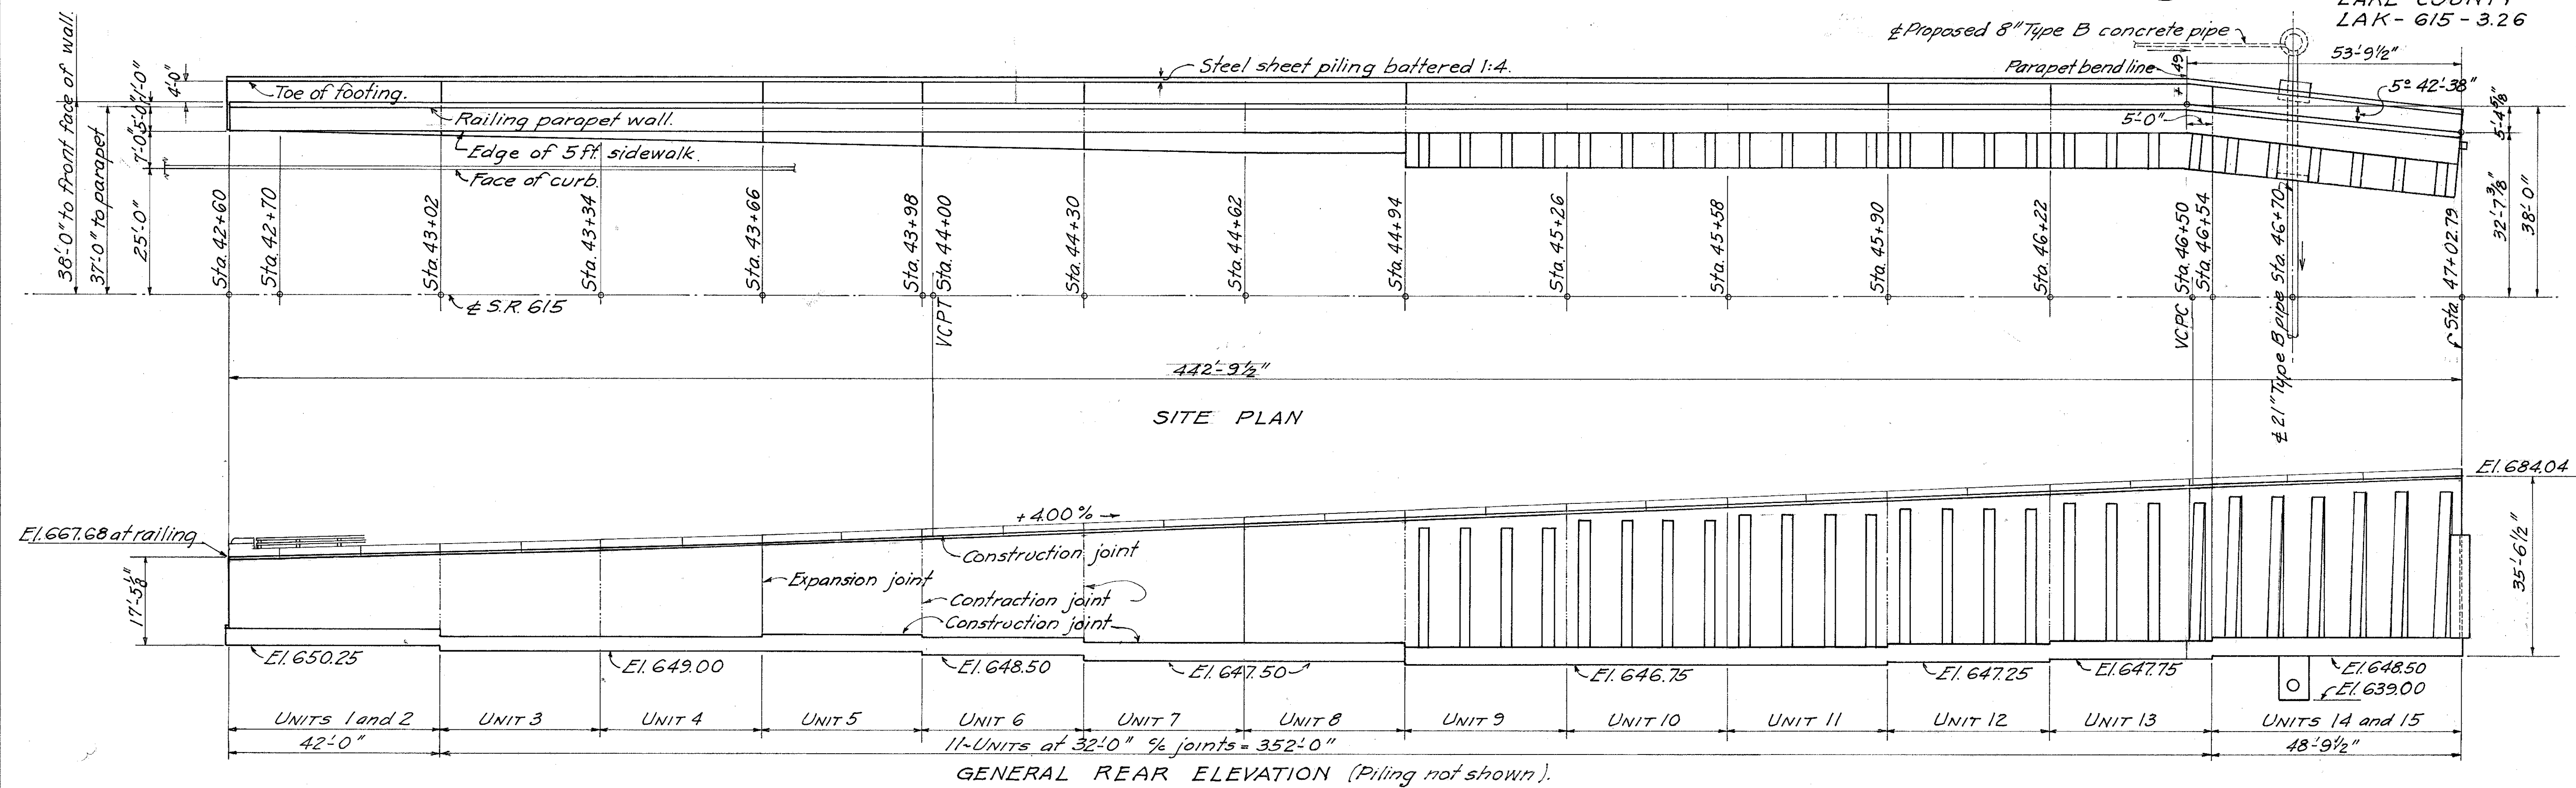 LAK-615-3.26
℄ Proposed 8" Type B concrete pipe
53'-9½"
Steel sheet piling battered 1:4.
Parapet bend line
49
5° 42'-38"
Toe of footing.
4'-0"
1'-0"
5'-0"
7'-0"
25'-0"
38'-0" to front face of wall.
37'-0" to parapet
Railing parapet wall.
Edge of 5 ft. sidewalk.
Face of curb.
5'-0"
5'-4⅝"
32'-7⅜"
38'-0"
Sta. 42+60
Sta. 42+70
Sta. 43+02
Sta. 43+34
Sta. 43+66
Sta. 43+98
VCPT Sta. 44+00
Sta. 44+30
Sta. 44+62
Sta. 44+94
Sta. 45+26
Sta. 45+58
Sta. 45+90
Sta. 46+22
VCPC Sta. 46+50
Sta. 46+54
℄ 21" Type B pipe Sta. 46+70
Sta. 47+02.79
℄ S.R. 615
442'-9½"
SITE PLAN
El. 684.04
El. 667.68 at railing
+4.00%
Construction joint
Expansion joint
Contraction joint
Construction joint
17'-5⅛"
35'-6½"
El. 650.25
El. 649.00
El. 648.50
El. 647.50
El. 646.75
El. 647.25
El. 647.75
El. 648.50
El. 639.00
UNITS 1 and 2
UNIT 3
UNIT 4
UNIT 5
UNIT 6
UNIT 7
UNIT 8
UNIT 9
UNIT 10
UNIT 11
UNIT 12
UNIT 13
UNITS 14 and 15
42'-0"
11-UNITS at 32'-0" c/c joints = 352'-0"
48'-9½"
GENERAL REAR ELEVATION (Piling not shown).